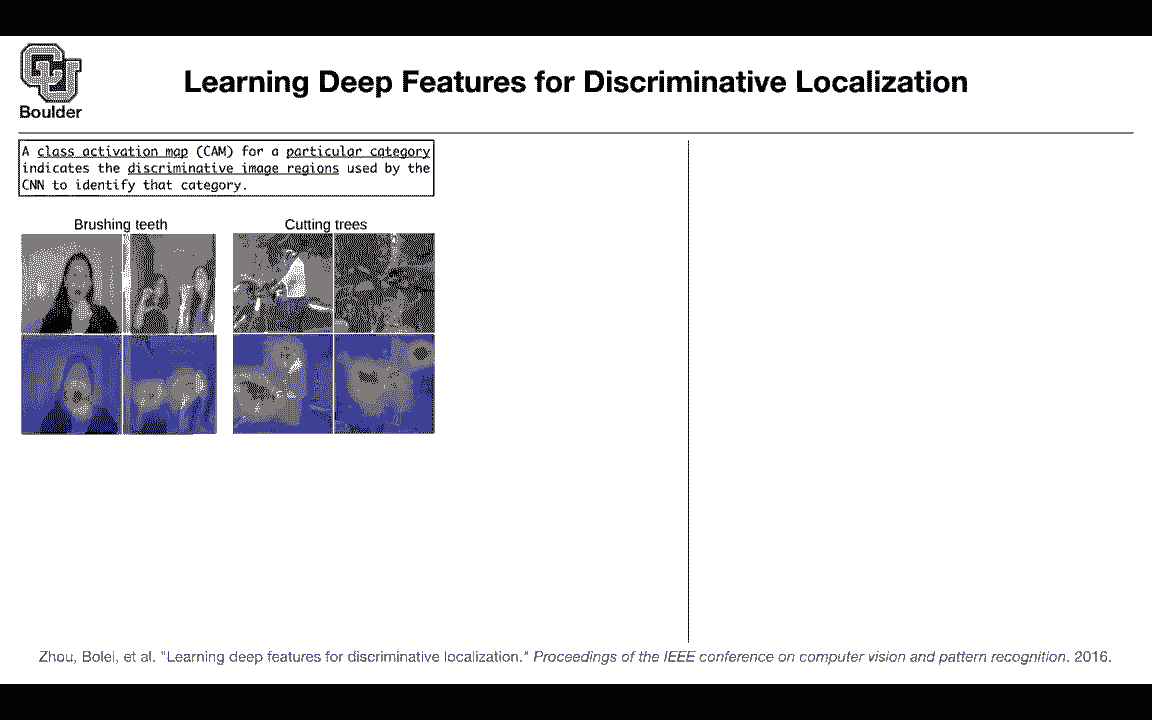 Boulder
Learning Deep Features for Discriminative Localization
A class activation map (CAM) for a particular category
indicates the discriminative image regions used by the
CNN to identify that category.
Brushing teeth
Cutting trees
Zhou, Bolei, et al. "Learning deep features for discriminative localization." Proceedings of the IEEE conference on computer vision and pattern recognition. 2016.